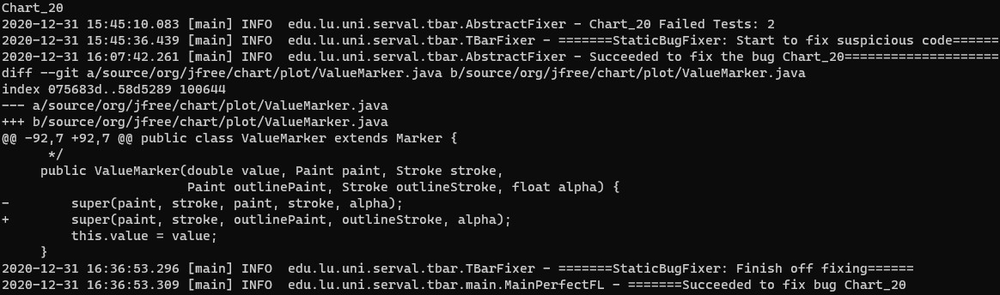 Chart_20
2020-12-31 15:45:10.083 [main] INFO  edu.lu.uni.serval.tbar.AbstractFixer - Chart_20 Failed Tests: 2
2020-12-31 15:45:36.439 [main] INFO  edu.lu.uni.serval.tbar.TBarFixer - =======StaticBugFixer: Start to fix suspicious code======
2020-12-31 16:07:42.261 [main] INFO  edu.lu.uni.serval.tbar.AbstractFixer - Succeeded to fix the bug Chart_20====================
diff --git a/source/org/jfree/chart/plot/ValueMarker.java b/source/org/jfree/chart/plot/ValueMarker.java
index 075683d..58d5289 100644
--- a/source/org/jfree/chart/plot/ValueMarker.java
+++ b/source/org/jfree/chart/plot/ValueMarker.java
@@ -92,7 +92,7 @@ public class ValueMarker extends Marker {
      */
     public ValueMarker(double value, Paint paint, Stroke stroke,
                        Paint outlinePaint, Stroke outlineStroke, float alpha) {
-        super(paint, stroke, paint, stroke, alpha);
+        super(paint, stroke, outlinePaint, outlineStroke, alpha);
         this.value = value;
     }
2020-12-31 16:36:53.296 [main] INFO  edu.lu.uni.serval.tbar.TBarFixer - =======StaticBugFixer: Finish off fixing======
2020-12-31 16:36:53.309 [main] INFO  edu.lu.uni.serval.tbar.main.MainPerfectFL - =======Succeeded to fix bug Chart_20